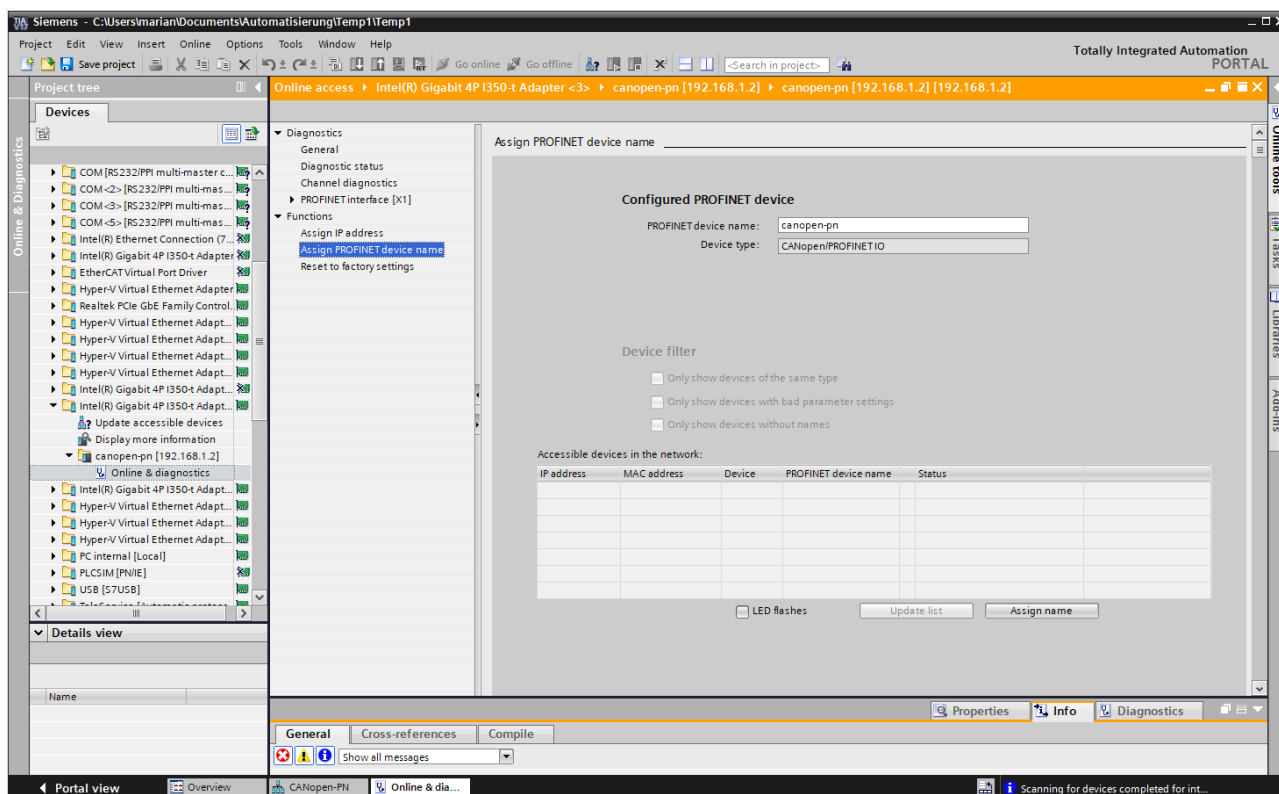 Siemens - C:\Users\marian\Documents\Automatisierung\Temp1\Temp1
Project Edit View Insert Online Options Tools Window Help
Totally Integrated Automation
PORTAL
Save project
Go online
Go offline
<Search in project>
Project tree
Online access ▸ Intel(R) Gigabit 4P I350-t Adapter <3> ▸ canopen-pn [192.168.1.2] ▸ canopen-pn [192.168.1.2] [192.168.1.2]
Devices
Online & Diagnostics
COM [RS232/PPI multi-master c...
COM <2> [RS232/PPI multi-mas...
COM <3> [RS232/PPI multi-mas...
COM <5> [RS232/PPI multi-mas...
Intel(R) Ethernet Connection (7...
Intel(R) Gigabit 4P I350-t Adapter
EtherCAT Virtual Port Driver
Hyper-V Virtual Ethernet Adapter
Realtek PCIe GbE Family Control...
Hyper-V Virtual Ethernet Adapt...
Hyper-V Virtual Ethernet Adapt...
Hyper-V Virtual Ethernet Adapt...
Hyper-V Virtual Ethernet Adapt...
Intel(R) Gigabit 4P I350-t Adapt...
Intel(R) Gigabit 4P I350-t Adapt...
Update accessible devices
Display more information
canopen-pn [192.168.1.2]
Online & diagnostics
Intel(R) Gigabit 4P I350-t Adapt...
Hyper-V Virtual Ethernet Adapt...
Hyper-V Virtual Ethernet Adapt...
Hyper-V Virtual Ethernet Adapt...
PC internal [Local]
PLCSIM [PN/IE]
USB [S7USB]
Details view
Name
Diagnostics
General
Diagnostic status
Channel diagnostics
PROFINET interface [X1]
Functions
Assign IP address
Assign PROFINET device name
Reset to factory settings
Assign PROFINET device name
Configured PROFINET device
PROFINET device name: canopen-pn
Device type: CANopen/PROFINET IO
Device filter
Only show devices of the same type
Only show devices with bad parameter settings
Only show devices without names
Accessible devices in the network:
IP address MAC address Device PROFINET device name Status
LED flashes Update list Assign name
Online tools
Tasks
Libraries
Add-Ins
Properties Info Diagnostics
General Cross-references Compile
Show all messages
Portal view Overview CANopen-PN Online & dia... Scanning for devices completed for int...